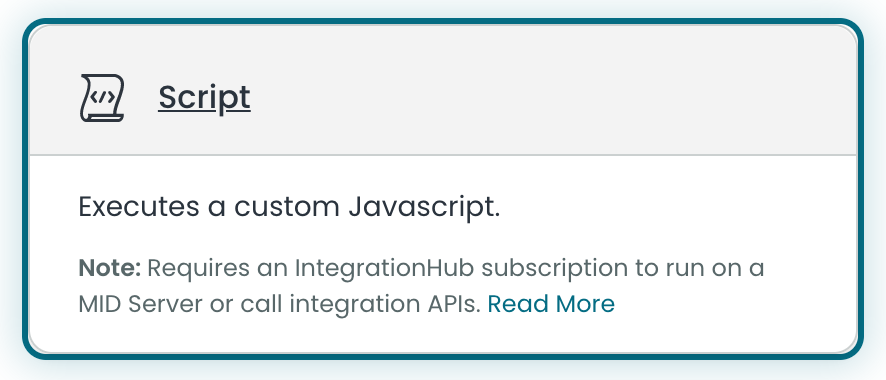 Script
Executes a custom Javascript.
Note: Requires an IntegrationHub subscription to run on a
MID Server or call integration APIs. Read More